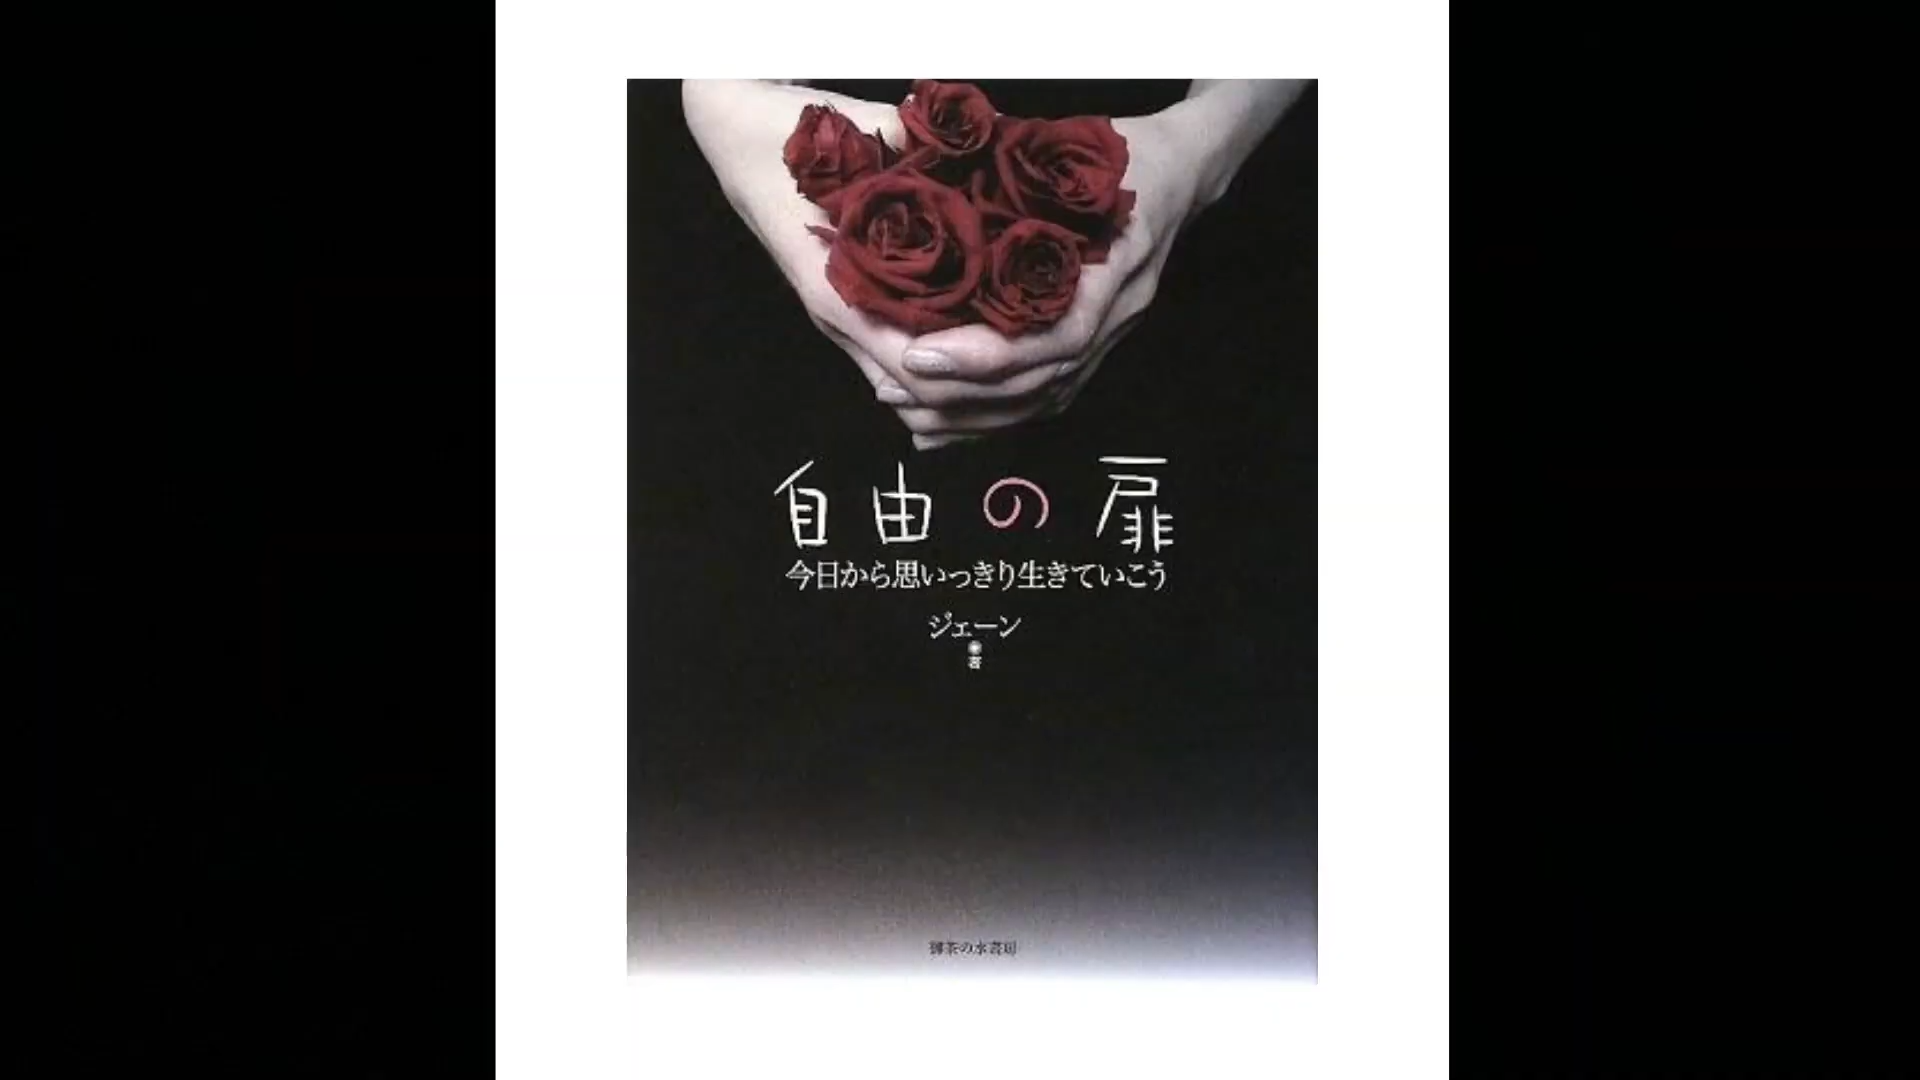 自由の扉
今日から思いっきり生きていこう
ジェーン
◉
著
御茶の水書房